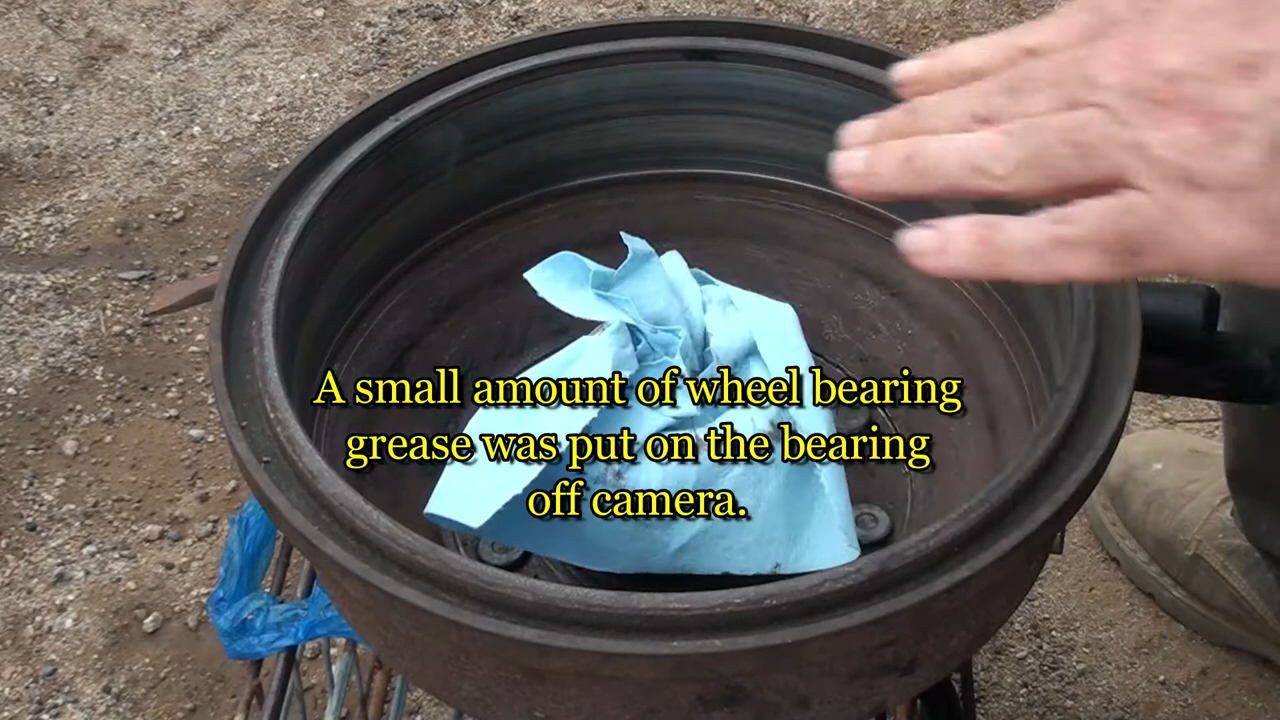 A small amount of wheel bearing
grease was put on the bearing
off camera.